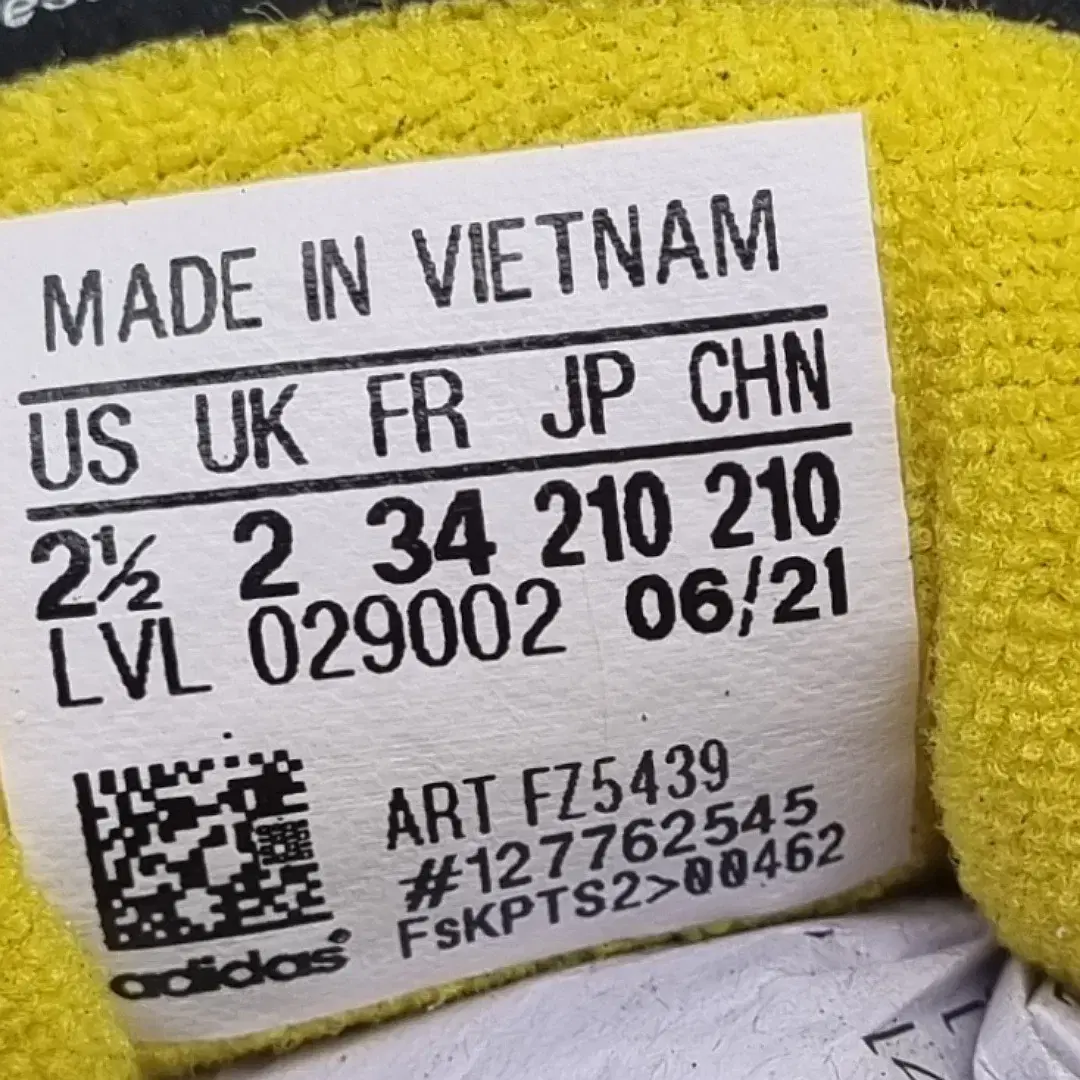 MADE IN VIETNAM
US UK FR JP CHN
2½ 2 34 210 210
LVL 029002 06/21
ART FZ5439
#127762545
FsKPTS2>00462
adidas